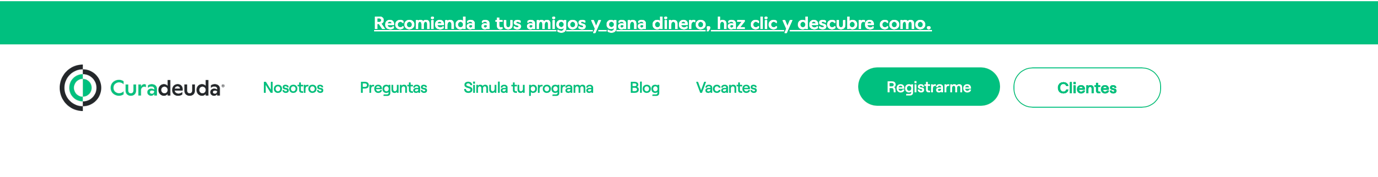 Recomienda a tus amigos y gana dinero, haz clic y descubre como.
Curadeuda® Nosotros Preguntas Simula tu programa Blog Vacantes Registrarme Clientes